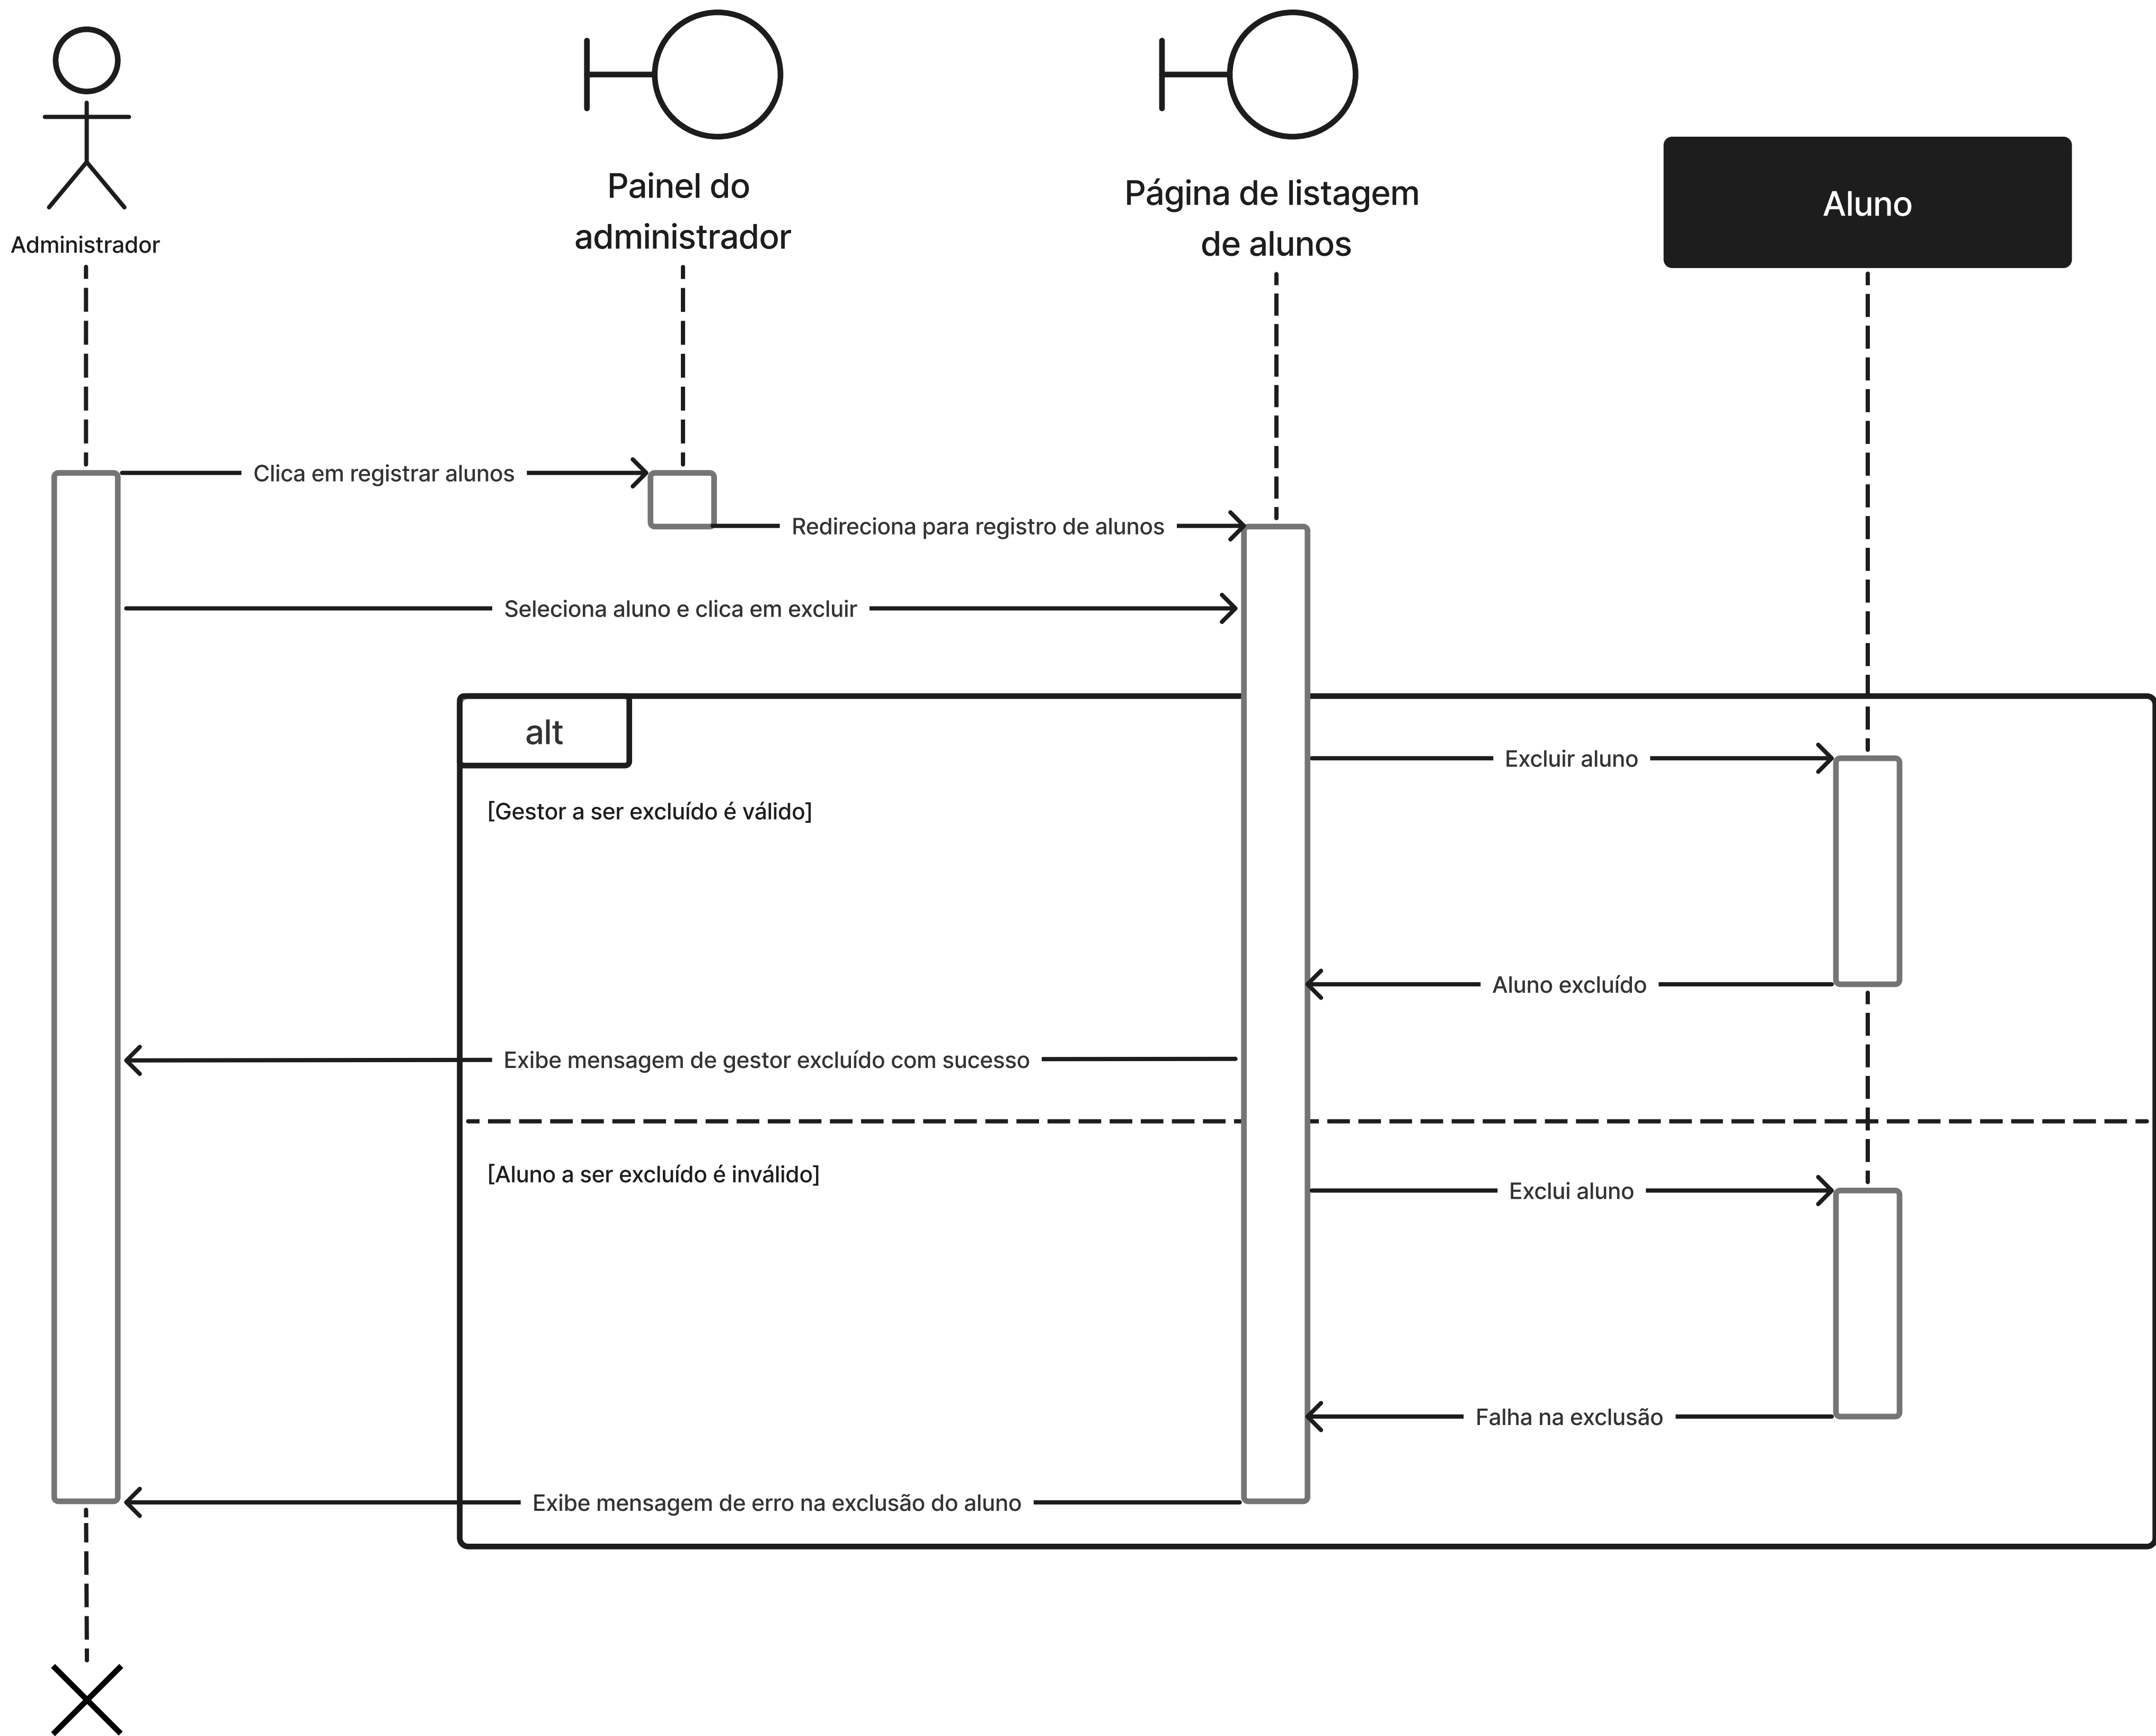 Administrador
Painel do
administrador
Página de listagem
de alunos
Aluno
Clica em registrar alunos
Redireciona para registro de alunos
Seleciona aluno e clica em excluir
alt
Excluir aluno
[Gestor a ser excluído é válido]
Aluno excluído
Exibe mensagem de gestor excluído com sucesso
[Aluno a ser excluído é inválido]
Exclui aluno
Falha na exclusão
Exibe mensagem de erro na exclusão do aluno